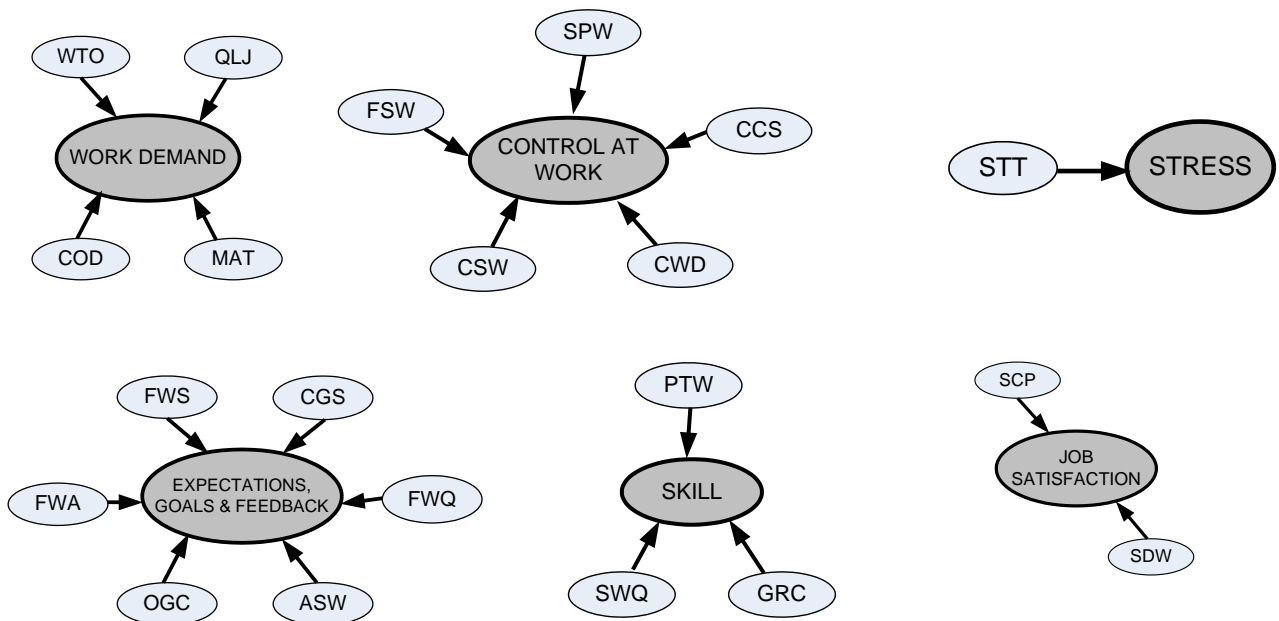 WTO
QLJ
WORK DEMAND
COD
MAT
SPW
FSW
CCS
CONTROL AT
WORK
CSW
CWD
STT
STRESS
FWS
CGS
FWA
EXPECTATIONS,
GOALS & FEEDBACK
FWQ
OGC
ASW
PTW
SKILL
SWQ
GRC
SCP
JOB
SATISFACTION
SDW